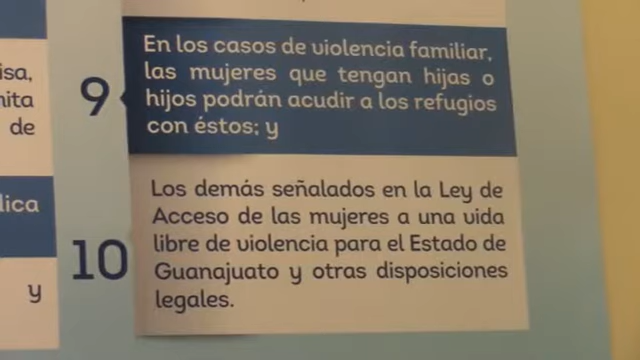 isa,
de
lica
y
9
En los casos de violencia familiar,
las mujeres que tengan hijas o
hijos podrán acudir a los refugios
con éstos; y
10
Los demás señalados en la Ley de
Acceso de las mujeres a una vida
libre de violencia para el Estado de
Guanajuato y otras disposiciones
legales.